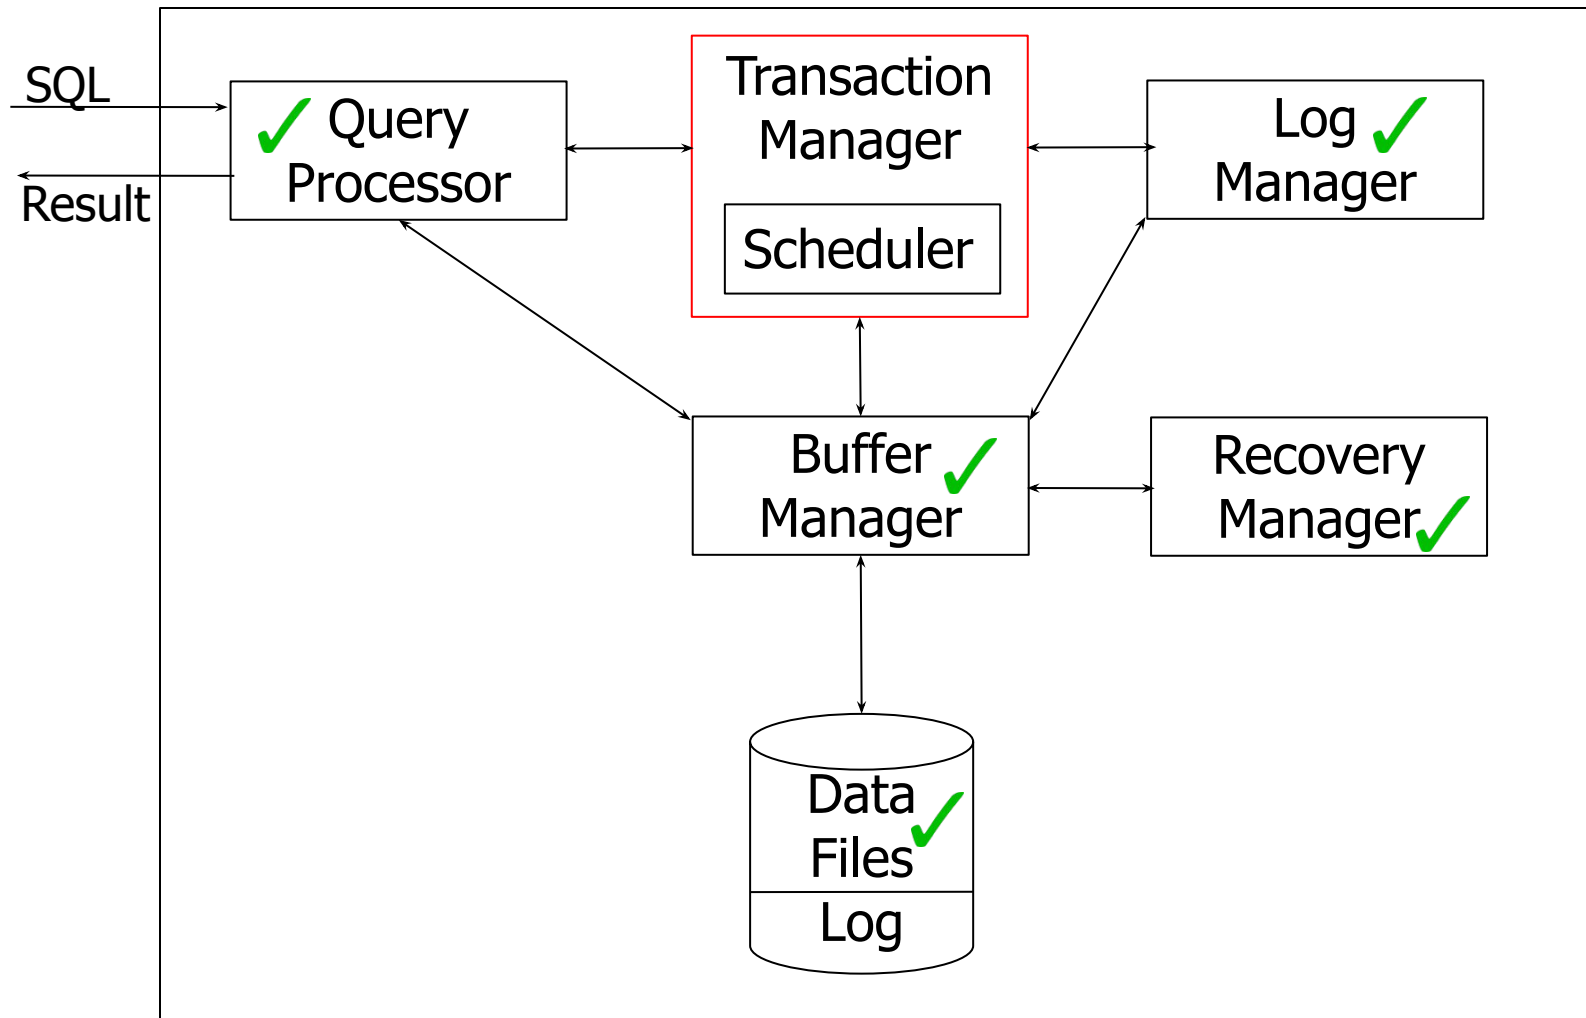 SQL
Result
Query
Processor
Transaction
Manager
Scheduler
Log
Manager
Buffer
Manager
Recovery
Manager
Data
Files
Log